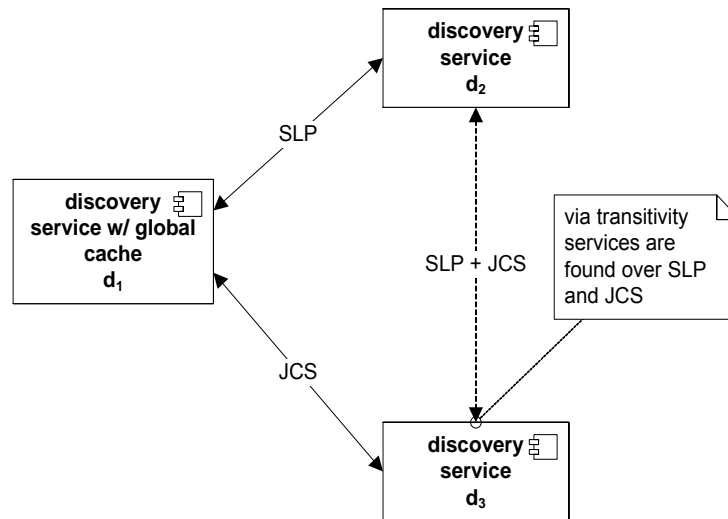 discovery
service
d₂
SLP
discovery
service w/ global
cache
d₁
via transitivity
services are
found over SLP
and JCS
SLP + JCS
JCS
discovery
service
d₃